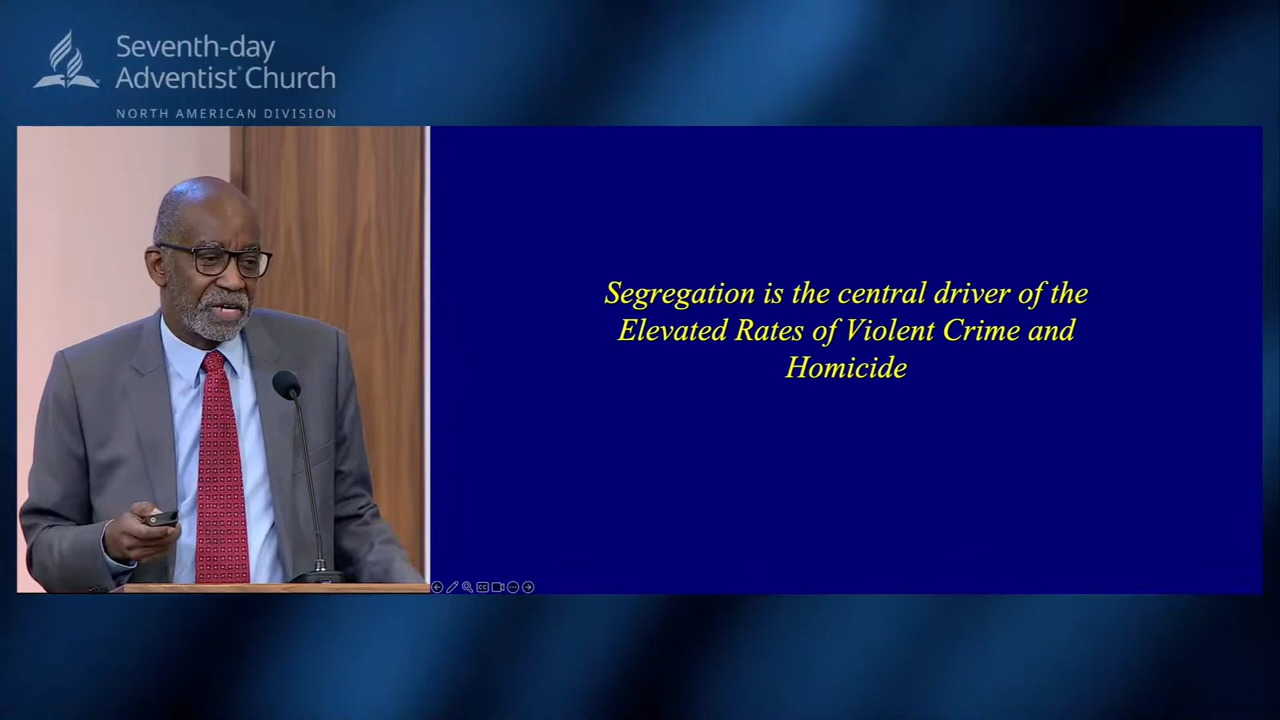 Seventh-day
Adventist® Church
NORTH AMERICAN DIVISION
Segregation is the central driver of the
Elevated Rates of Violent Crime and
Homicide